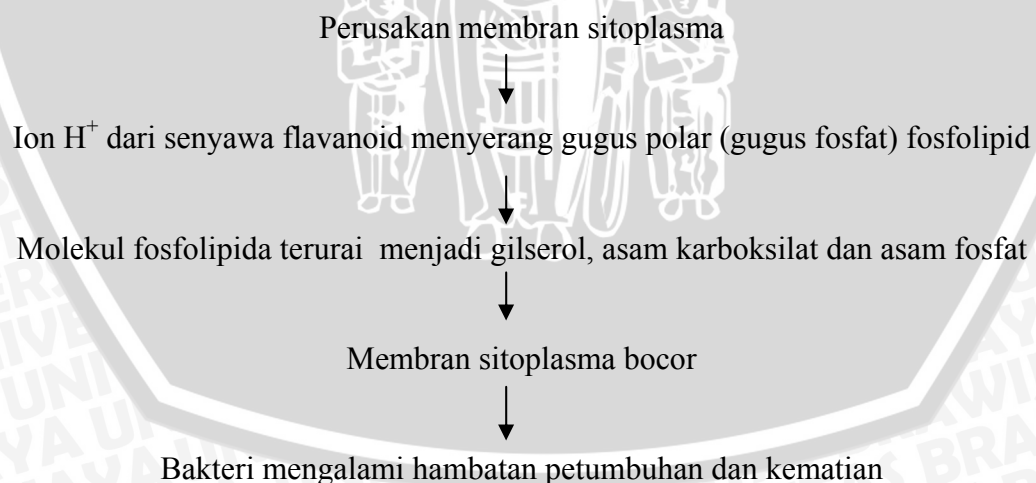 Perusakan membran sitoplasma
Ion H⁺ dari senyawa flavanoid menyerang gugus polar (gugus fosfat) fosfolipid
Molekul fosfolipida terurai menjadi gilserol, asam karboksilat dan asam fosfat
Membran sitoplasma bocor
Bakteri mengalami hambatan petumbuhan dan kematian